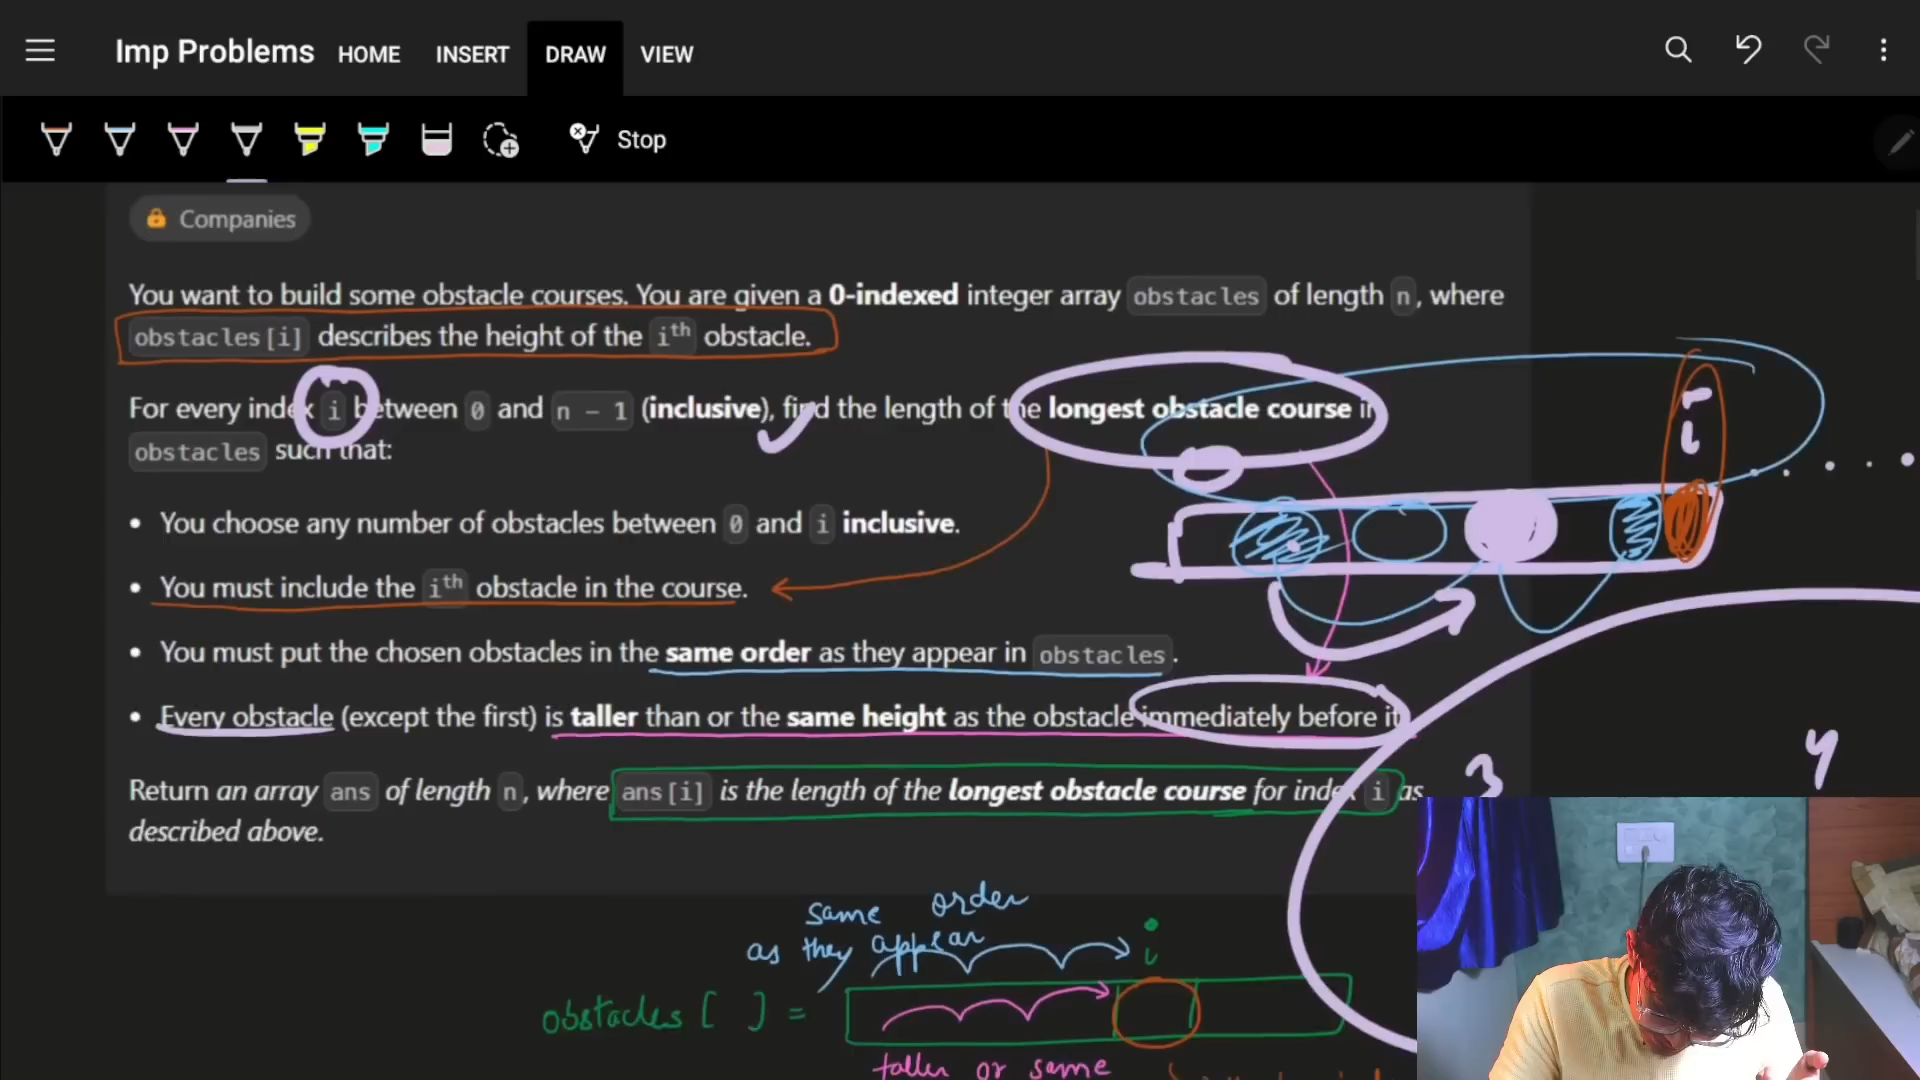 Imp Problems HOME INSERT DRAW VIEW
Stop
Companies
You want to build some obstacle courses. You are given a 0-indexed integer array obstacles of length n, where
obstacles[i] describes the height of the ith obstacle.
For every index i between 0 and n - 1 (inclusive), find the length of the longest obstacle course in
obstacles such that:
• You choose any number of obstacles between 0 and i inclusive.
• You must include the ith obstacle in the course.
• You must put the chosen obstacles in the same order as they appear in obstacles.
• Every obstacle (except the first) is taller than or the same height as the obstacle immediately before it
Return an array ans of length n, where ans[i] is the length of the longest obstacle course for index i as
described above.
i
3 4
same order
as they appear
i
obstacles [ ] =
taller or same